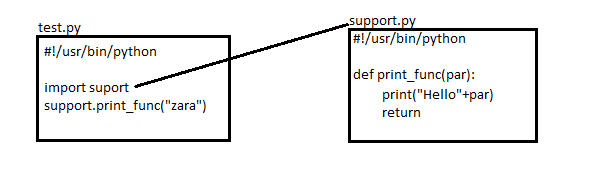 test.py
#!/usr/bin/python
import suport
support.print_func("zara")
support.py
#!/usr/bin/python
def print_func(par):
print("Hello"+par)
return